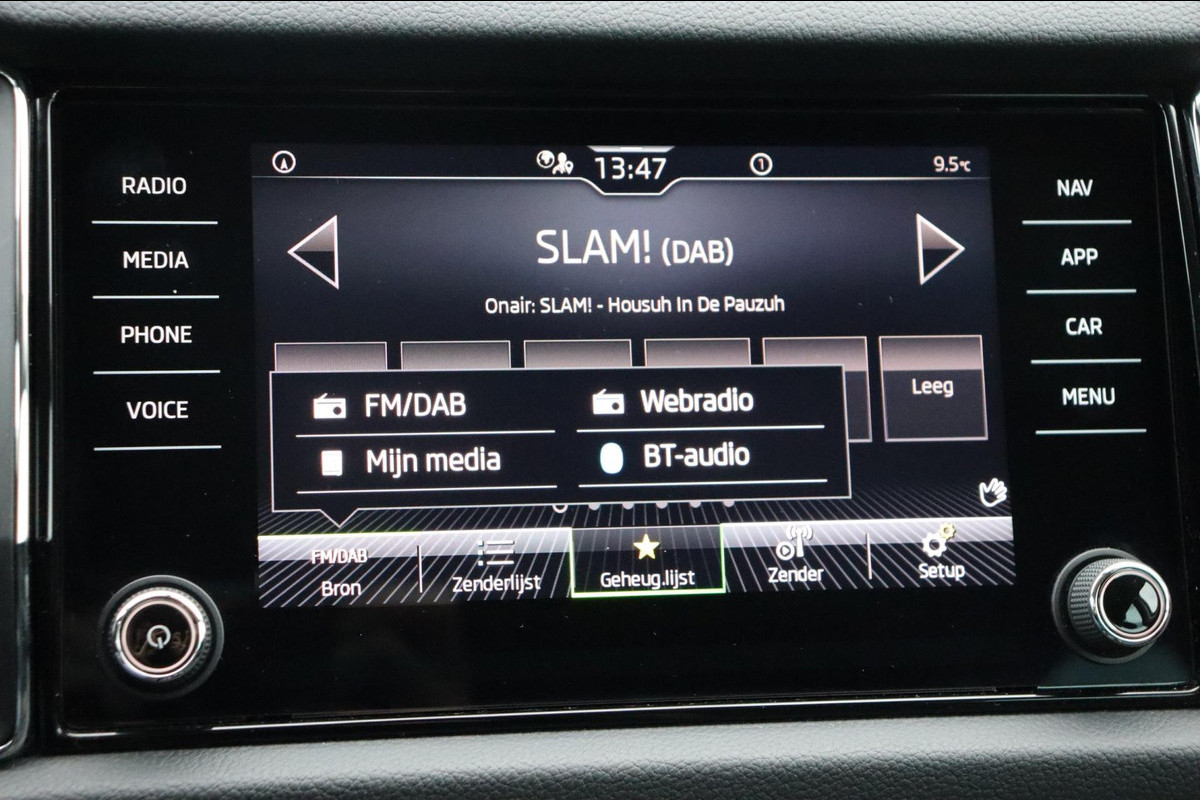 RADIO
MEDIA
PHONE
VOICE
13:47
1
9.5°C
SLAM! (DAB)
Onair: SLAM! - Housuh In De Pauzuh
Leeg
FM/DAB
Webradio
Mijn media
BT-audio
FM/DAB
Bron
Zenderlijst
Geheug.lijst
Zender
Setup
NAV
APP
CAR
MENU